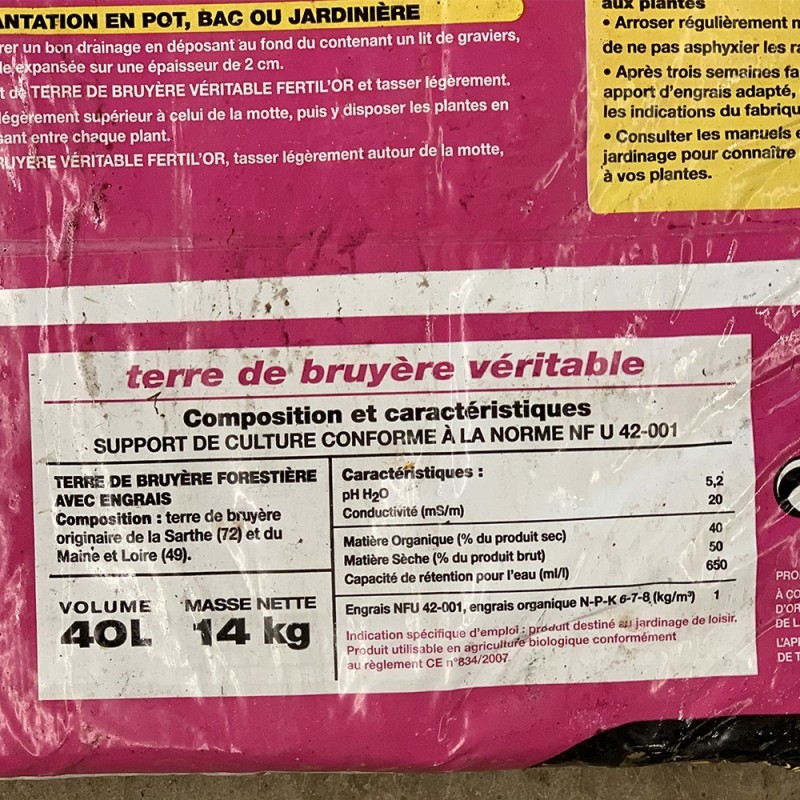 ANTATION EN POT, BAC OU JARDINIÈRE
rer un bon drainage en déposant au fond du contenant un lit de graviers,
le expansée sur une épaisseur de 2 cm.
t de TERRE DE BRUYÈRE VÉRITABLE FERTIL'OR et tasser légèrement.
légèrement supérieur à celui de la motte, puis y disposer les plantes en
sant entre chaque plant.
RUYÈRE VÉRITABLE FERTIL'OR, tasser légèrement autour de la motte,
aux plantes
• Arroser régulièrement
de ne pas asphyxier les ra
• Après trois semaines fa
apport d'engrais adapté,
les indications du fabriqu
• Consulter les manuels
jardinage pour connaître
à vos plantes.
terre de bruyère véritable
Composition et caractéristiques
SUPPORT DE CULTURE CONFORME À LA NORME NF U 42-001
TERRE DE BRUYÈRE FORESTIÈRE
AVEC ENGRAIS
Composition : terre de bruyère
originaire de la Sarthe (72) et du
Maine et Loire (49).
VOLUME MASSE NETTE
40L 14 kg
Caractéristiques :
pH H2O 5,2
Conductivité (mS/m) 20
Matière Organique (% du produit sec) 40
Matière Sèche (% du produit brut) 50
Capacité de rétention pour l'eau (ml/l) 650
Engrais NFU 42-001, engrais organique N-P-K 6-7-8 (kg/m³) 1
Indication spécifique d'emploi : produit destiné au jardinage de loisir.
Produit utilisable en agriculture biologique conformément
au règlement CE n°834/2007
PRO
À CO
D'OR
DE L
L'AP
DE T